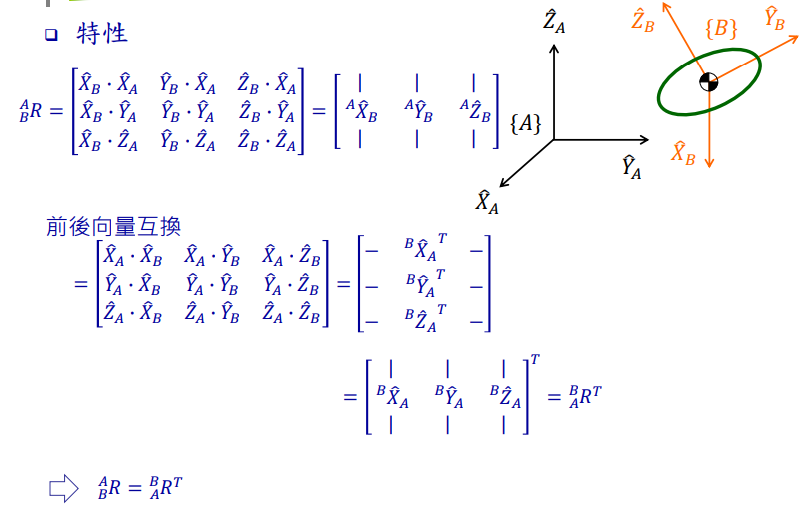 ❑ 特性
$^A_BR = \begin{bmatrix} \hat{X}_B \cdot \hat{X}_A & \hat{Y}_B \cdot \hat{X}_A & \hat{Z}_B \cdot \hat{X}_A \\ \hat{X}_B \cdot \hat{Y}_A & \hat{Y}_B \cdot \hat{Y}_A & \hat{Z}_B \cdot \hat{Y}_A \\ \hat{X}_B \cdot \hat{Z}_A & \hat{Y}_B \cdot \hat{Z}_A & \hat{Z}_B \cdot \hat{Z}_A \end{bmatrix} = \begin{bmatrix} | & | & | \\ ^A\hat{X}_B & ^A\hat{Y}_B & ^A\hat{Z}_B \\ | & | & | \end{bmatrix}$
$\hat{Z}_A$
{A}
$\hat{Y}_A$
$\hat{X}_A$
$\hat{Z}_B$
{B}
$\hat{Y}_B$
$\hat{X}_B$
前後向量互換
$= \begin{bmatrix} \hat{X}_A \cdot \hat{X}_B & \hat{X}_A \cdot \hat{Y}_B & \hat{X}_A \cdot \hat{Z}_B \\ \hat{Y}_A \cdot \hat{X}_B & \hat{Y}_A \cdot \hat{Y}_B & \hat{Y}_A \cdot \hat{Z}_B \\ \hat{Z}_A \cdot \hat{X}_B & \hat{Z}_A \cdot \hat{Y}_B & \hat{Z}_A \cdot \hat{Z}_B \end{bmatrix} = \begin{bmatrix} - & ^B\hat{X}_A{}^T & - \\ - & ^B\hat{Y}_A{}^T & - \\ - & ^B\hat{Z}_A{}^T & - \end{bmatrix}$
$= \begin{bmatrix} | & | & | \\ ^B\hat{X}_A & ^B\hat{Y}_A & ^B\hat{Z}_A \\ | & | & | \end{bmatrix}^T = {}^B_AR^T$
⇨ $^A_BR = {}^B_AR^T$